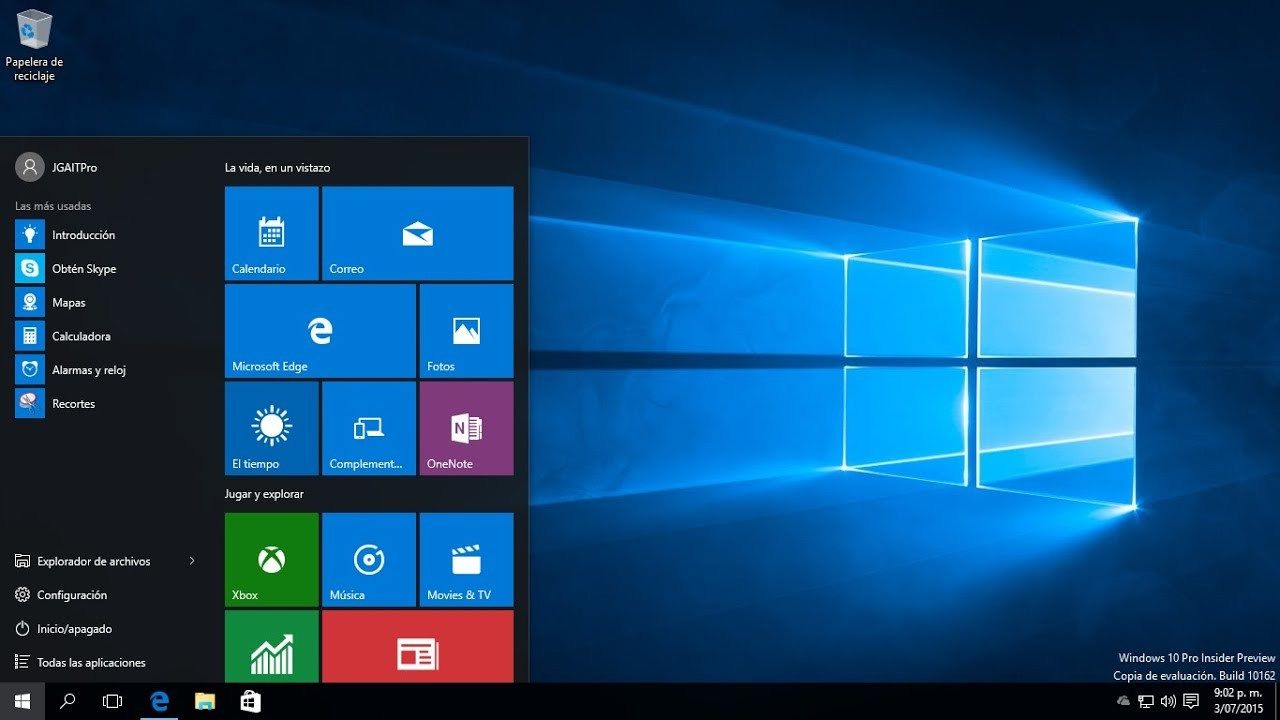 Papelera de
reciclaje
JGAITPro
Las más usadas
Introducción
Obtén Skype
Mapas
Calculadora
Alarmas y reloj
Recortes
Explorador de archivos
Configuración
Inicio/apagado
Todas las aplicaciones
La vida, en un vistazo
Calendario
Correo
Microsoft Edge
Fotos
El tiempo
Complement...
OneNote
Jugar y explorar
Xbox
Música
Movies & TV
Windows 10 Pro Insider Preview
Copia de evaluación. Build 10162
9:02 p. m.
3/07/2015